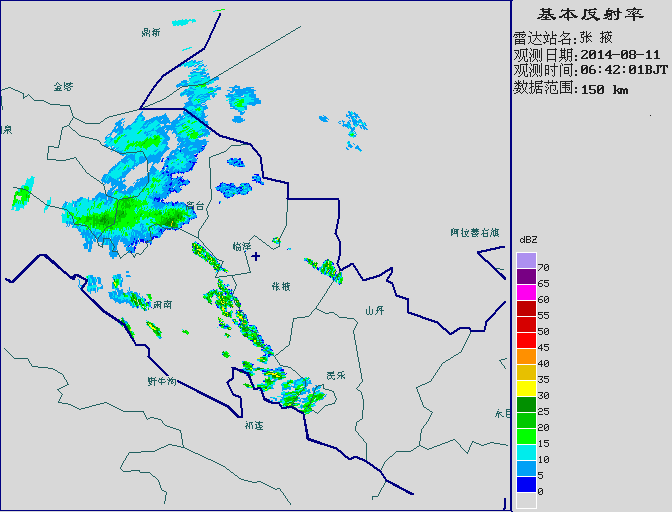 基本反射率
雷达站名:张 掖
观测日期:2014-08-11
观测时间:06:42:01BJT
数据范围:150 km
鼎新
金塔
泉
高台
临泽
阿拉善右旗
张掖
肃南
山丹
野牛沟
民乐
祁连
永昌
dBZ
70
65
60
55
50
45
40
35
30
25
20
15
10
5
0